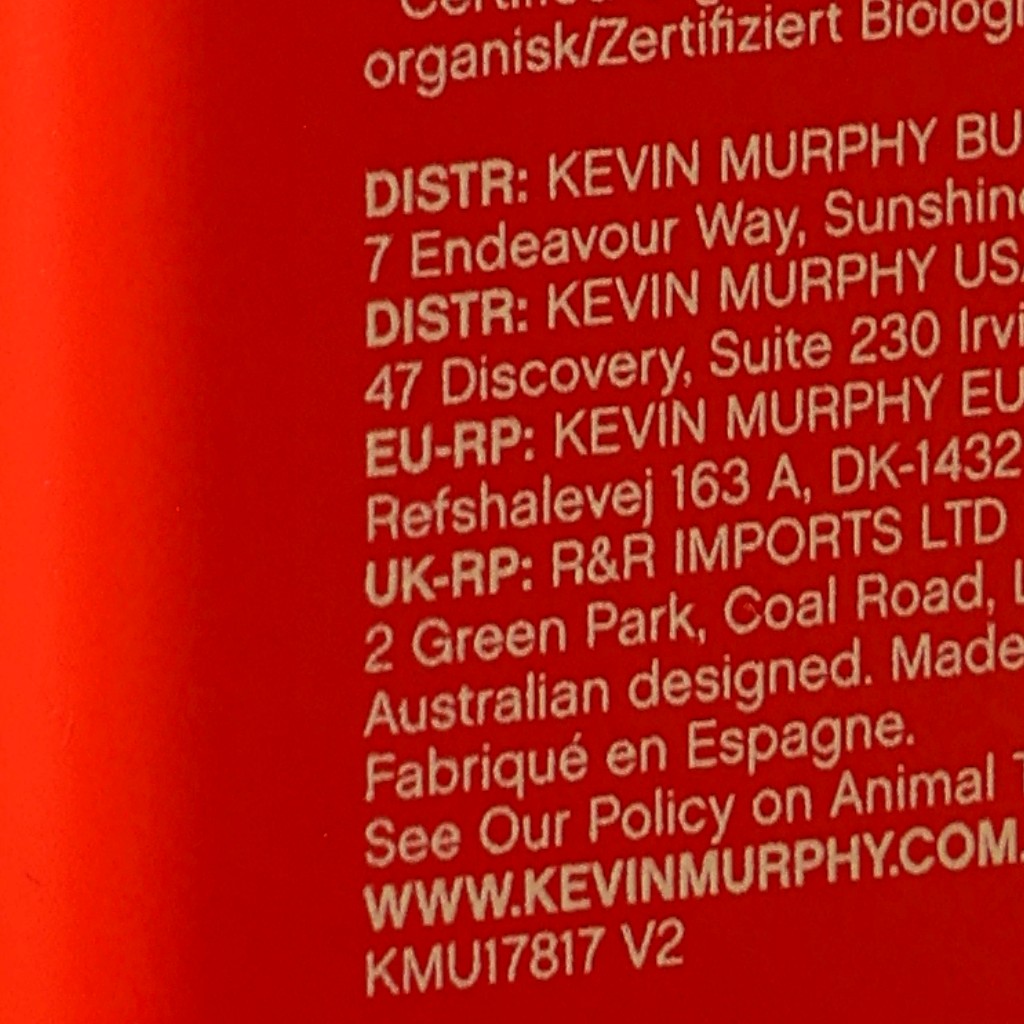 organisk/Zertifiziert Biologi
DISTR: KEVIN MURPHY BU
7 Endeavour Way, Sunshin
DISTR: KEVIN MURPHY US
47 Discovery, Suite 230 Irvi
EU-RP: KEVIN MURPHY EU
Refshalevej 163 A, DK-1432
UK-RP: R&R IMPORTS LTD
2 Green Park, Coal Road, L
Australian designed. Made
Fabriqué en Espagne.
See Our Policy on Animal T
WWW.KEVINMURPHY.COM.
KMU17817 V2